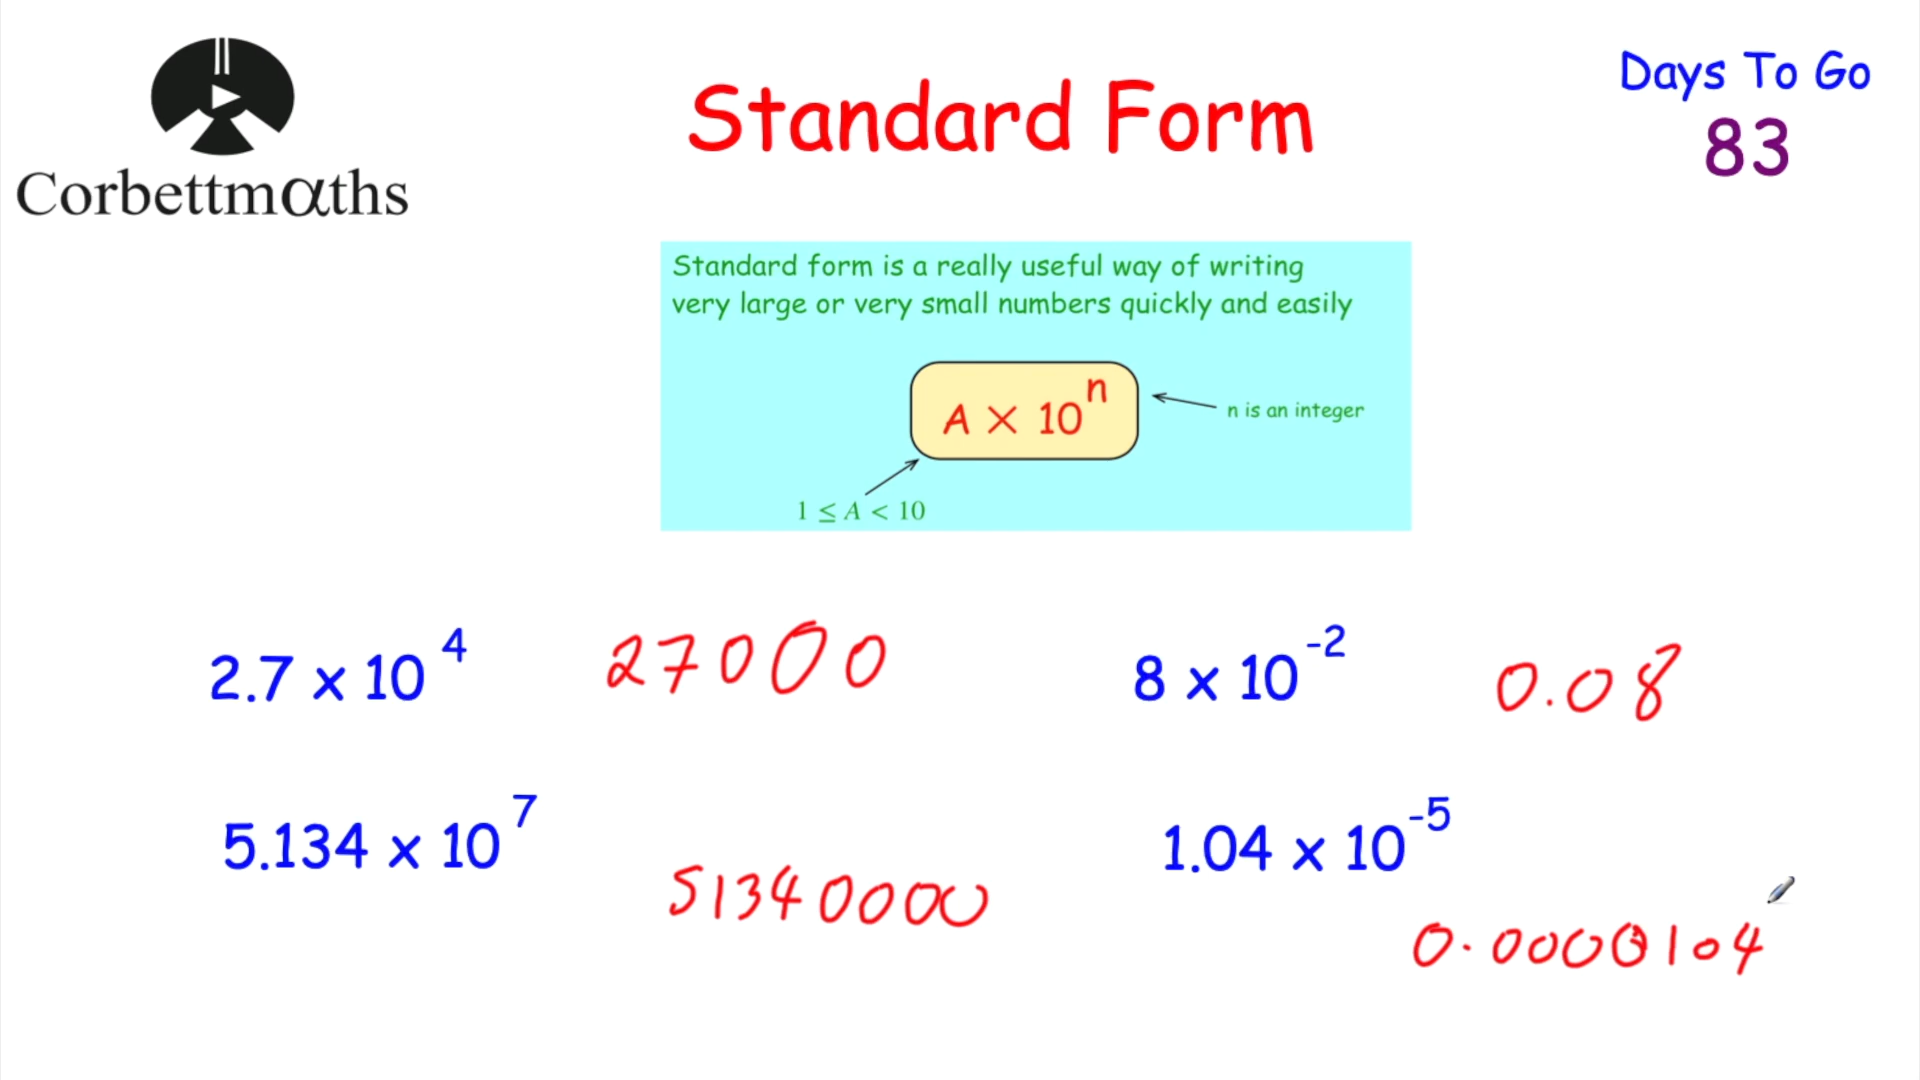 Corbettmαths
Standard Form
Days To Go
83
Standard form is a really useful way of writing
very large or very small numbers quickly and easily
A × 10^n
n is an integer
1 ≤ A < 10
2.7 x 10^4 27000
8 x 10^-2 0.08
5.134 x 10^7
51340000
1.04 x 10^-5
0.0000104